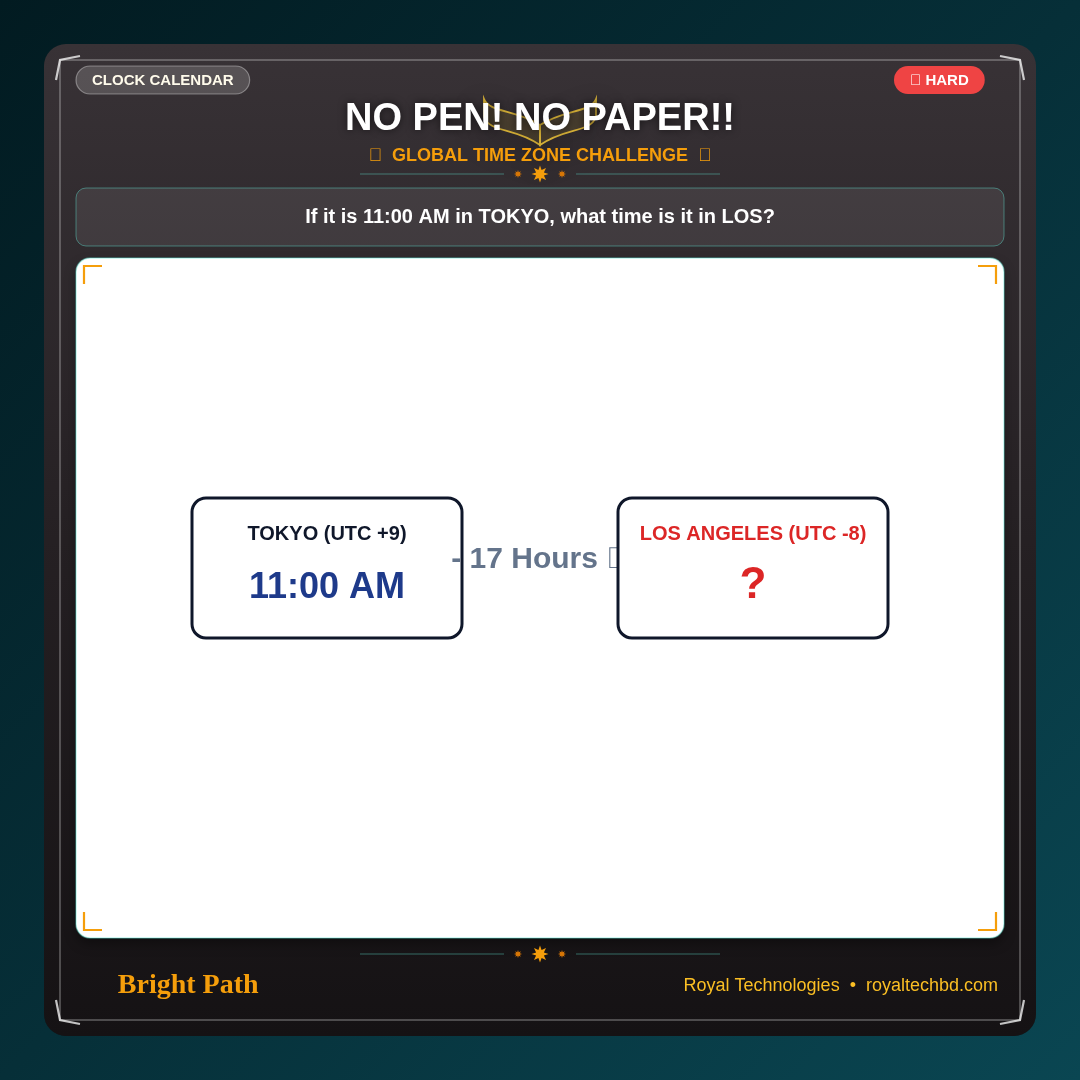 CLOCK CALENDAR
HARD
NO PEN! NO PAPER!!
GLOBAL TIME ZONE CHALLENGE
If it is 11:00 AM in TOKYO, what time is it in LOS?
TOKYO (UTC +9)
11:00 AM
- 17 Hours
LOS ANGELES (UTC -8)
?
Bright Path
Royal Technologies • royaltechbd.com